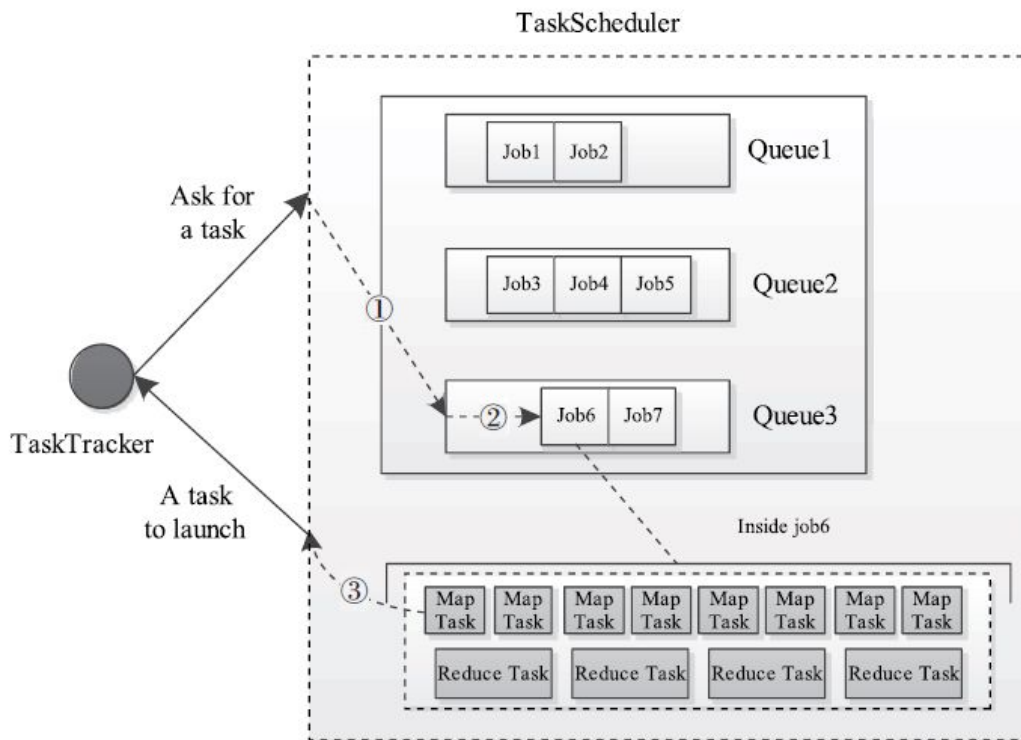 TaskScheduler
Job1 Job2 Queue1
Ask for
a task
Job3 Job4 Job5 Queue2
①
② Job6 Job7 Queue3
TaskTracker
A task
to launch
Inside job6
③
Map Map Map Map Map Map Map Map
Task Task Task Task Task Task Task Task
Reduce Task Reduce Task Reduce Task Reduce Task